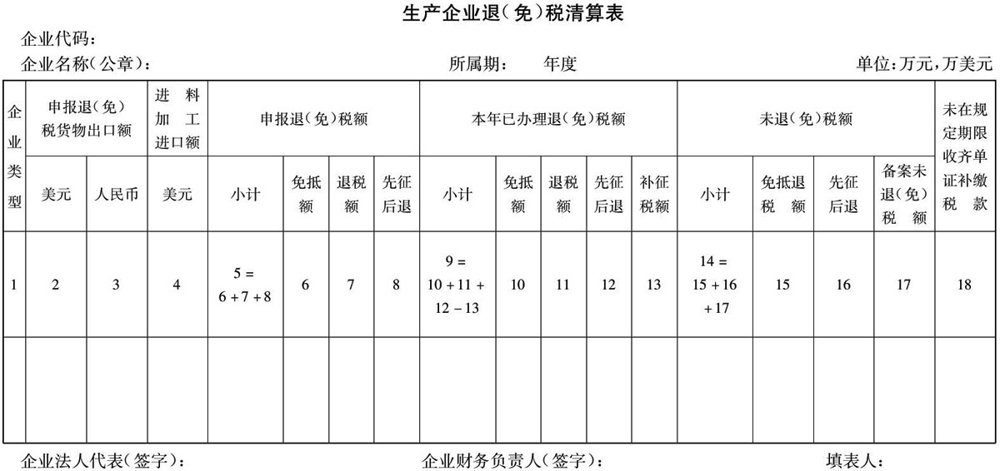 生产企业退(免)税清算表
企业代码:
企业名称(公章): 所属期: 年度 单位:万元,万美元
企业类型
申报退(免)
税货物出口额
进料
加工
进口额
申报退(免)税额
本年已办理退(免)税额
未退(免)税额
未在规
定期限
收齐单
证补缴
税款
美元
人民币
美元
小计
免抵
额
退税
额
先征
后退
小计
免抵
额
退税
额
先征
后退
补征
税额
小计
免抵退
税额
先征
后退
备案未
退(免)
税额
1
2
3
4
5=
6+7+8
6
7
8
9=
10+11+
12-13
10
11
12
13
14=
15+16
+17
15
16
17
18
企业法人代表(签字): 企业财务负责人(签字): 填表人: